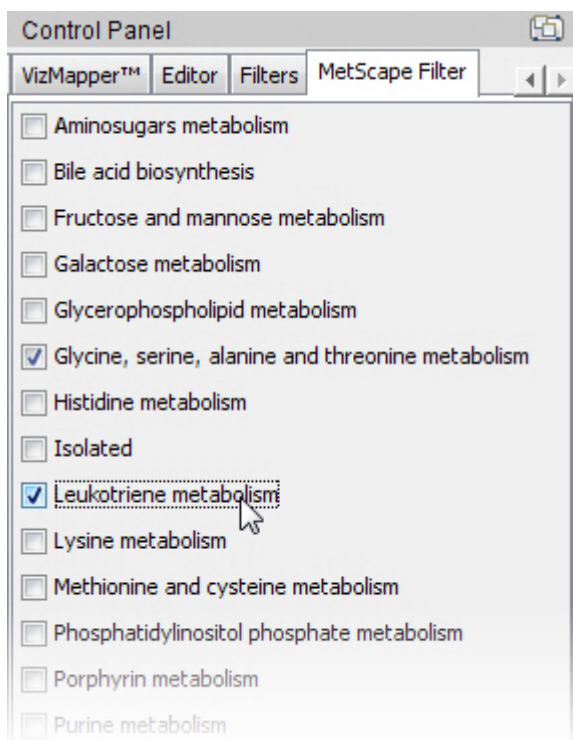 Control Panel
VizMapper™ Editor Filters MetScape Filter
Aminosugars metabolism
Bile acid biosynthesis
Fructose and mannose metabolism
Galactose metabolism
Glycerophospholipid metabolism
Glycine, serine, alanine and threonine metabolism
Histidine metabolism
Isolated
Leukotriene metabolism
Lysine metabolism
Methionine and cysteine metabolism
Phosphatidylinositol phosphate metabolism
Porphyrin metabolism
Purine metabolism